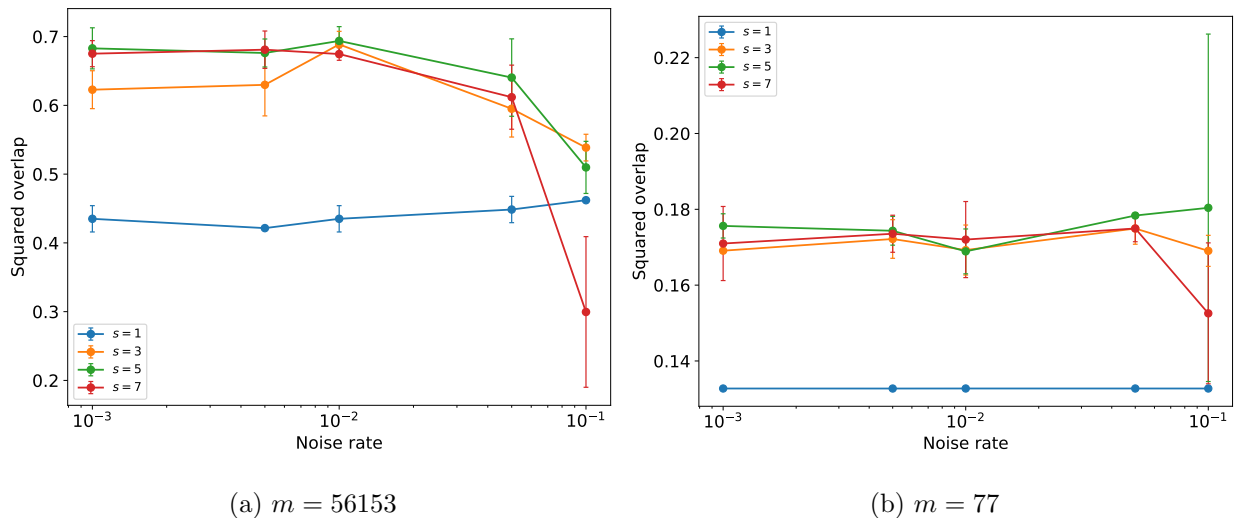 0.7
0.6
0.5
0.4
0.3
0.2
Squared overlap
s = 1
s = 3
s = 5
s = 7
10⁻³
10⁻²
10⁻¹
Noise rate
(a) m = 56153
0.22
0.20
0.18
0.16
0.14
Squared overlap
s = 1
s = 3
s = 5
s = 7
10⁻³
10⁻²
10⁻¹
Noise rate
(b) m = 77